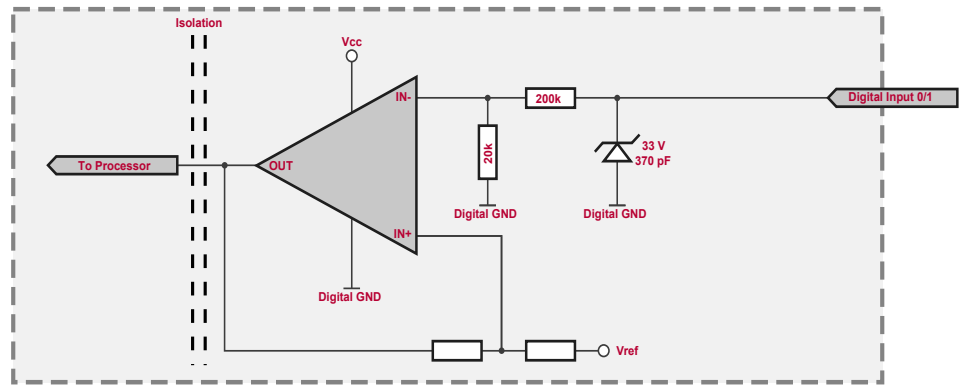 Isolation
Vcc
IN-
200k
Digital Input 0/1
20k
33 V
370 pF
To Processor
OUT
Digital GND
Digital GND
IN+
Digital GND
Vref